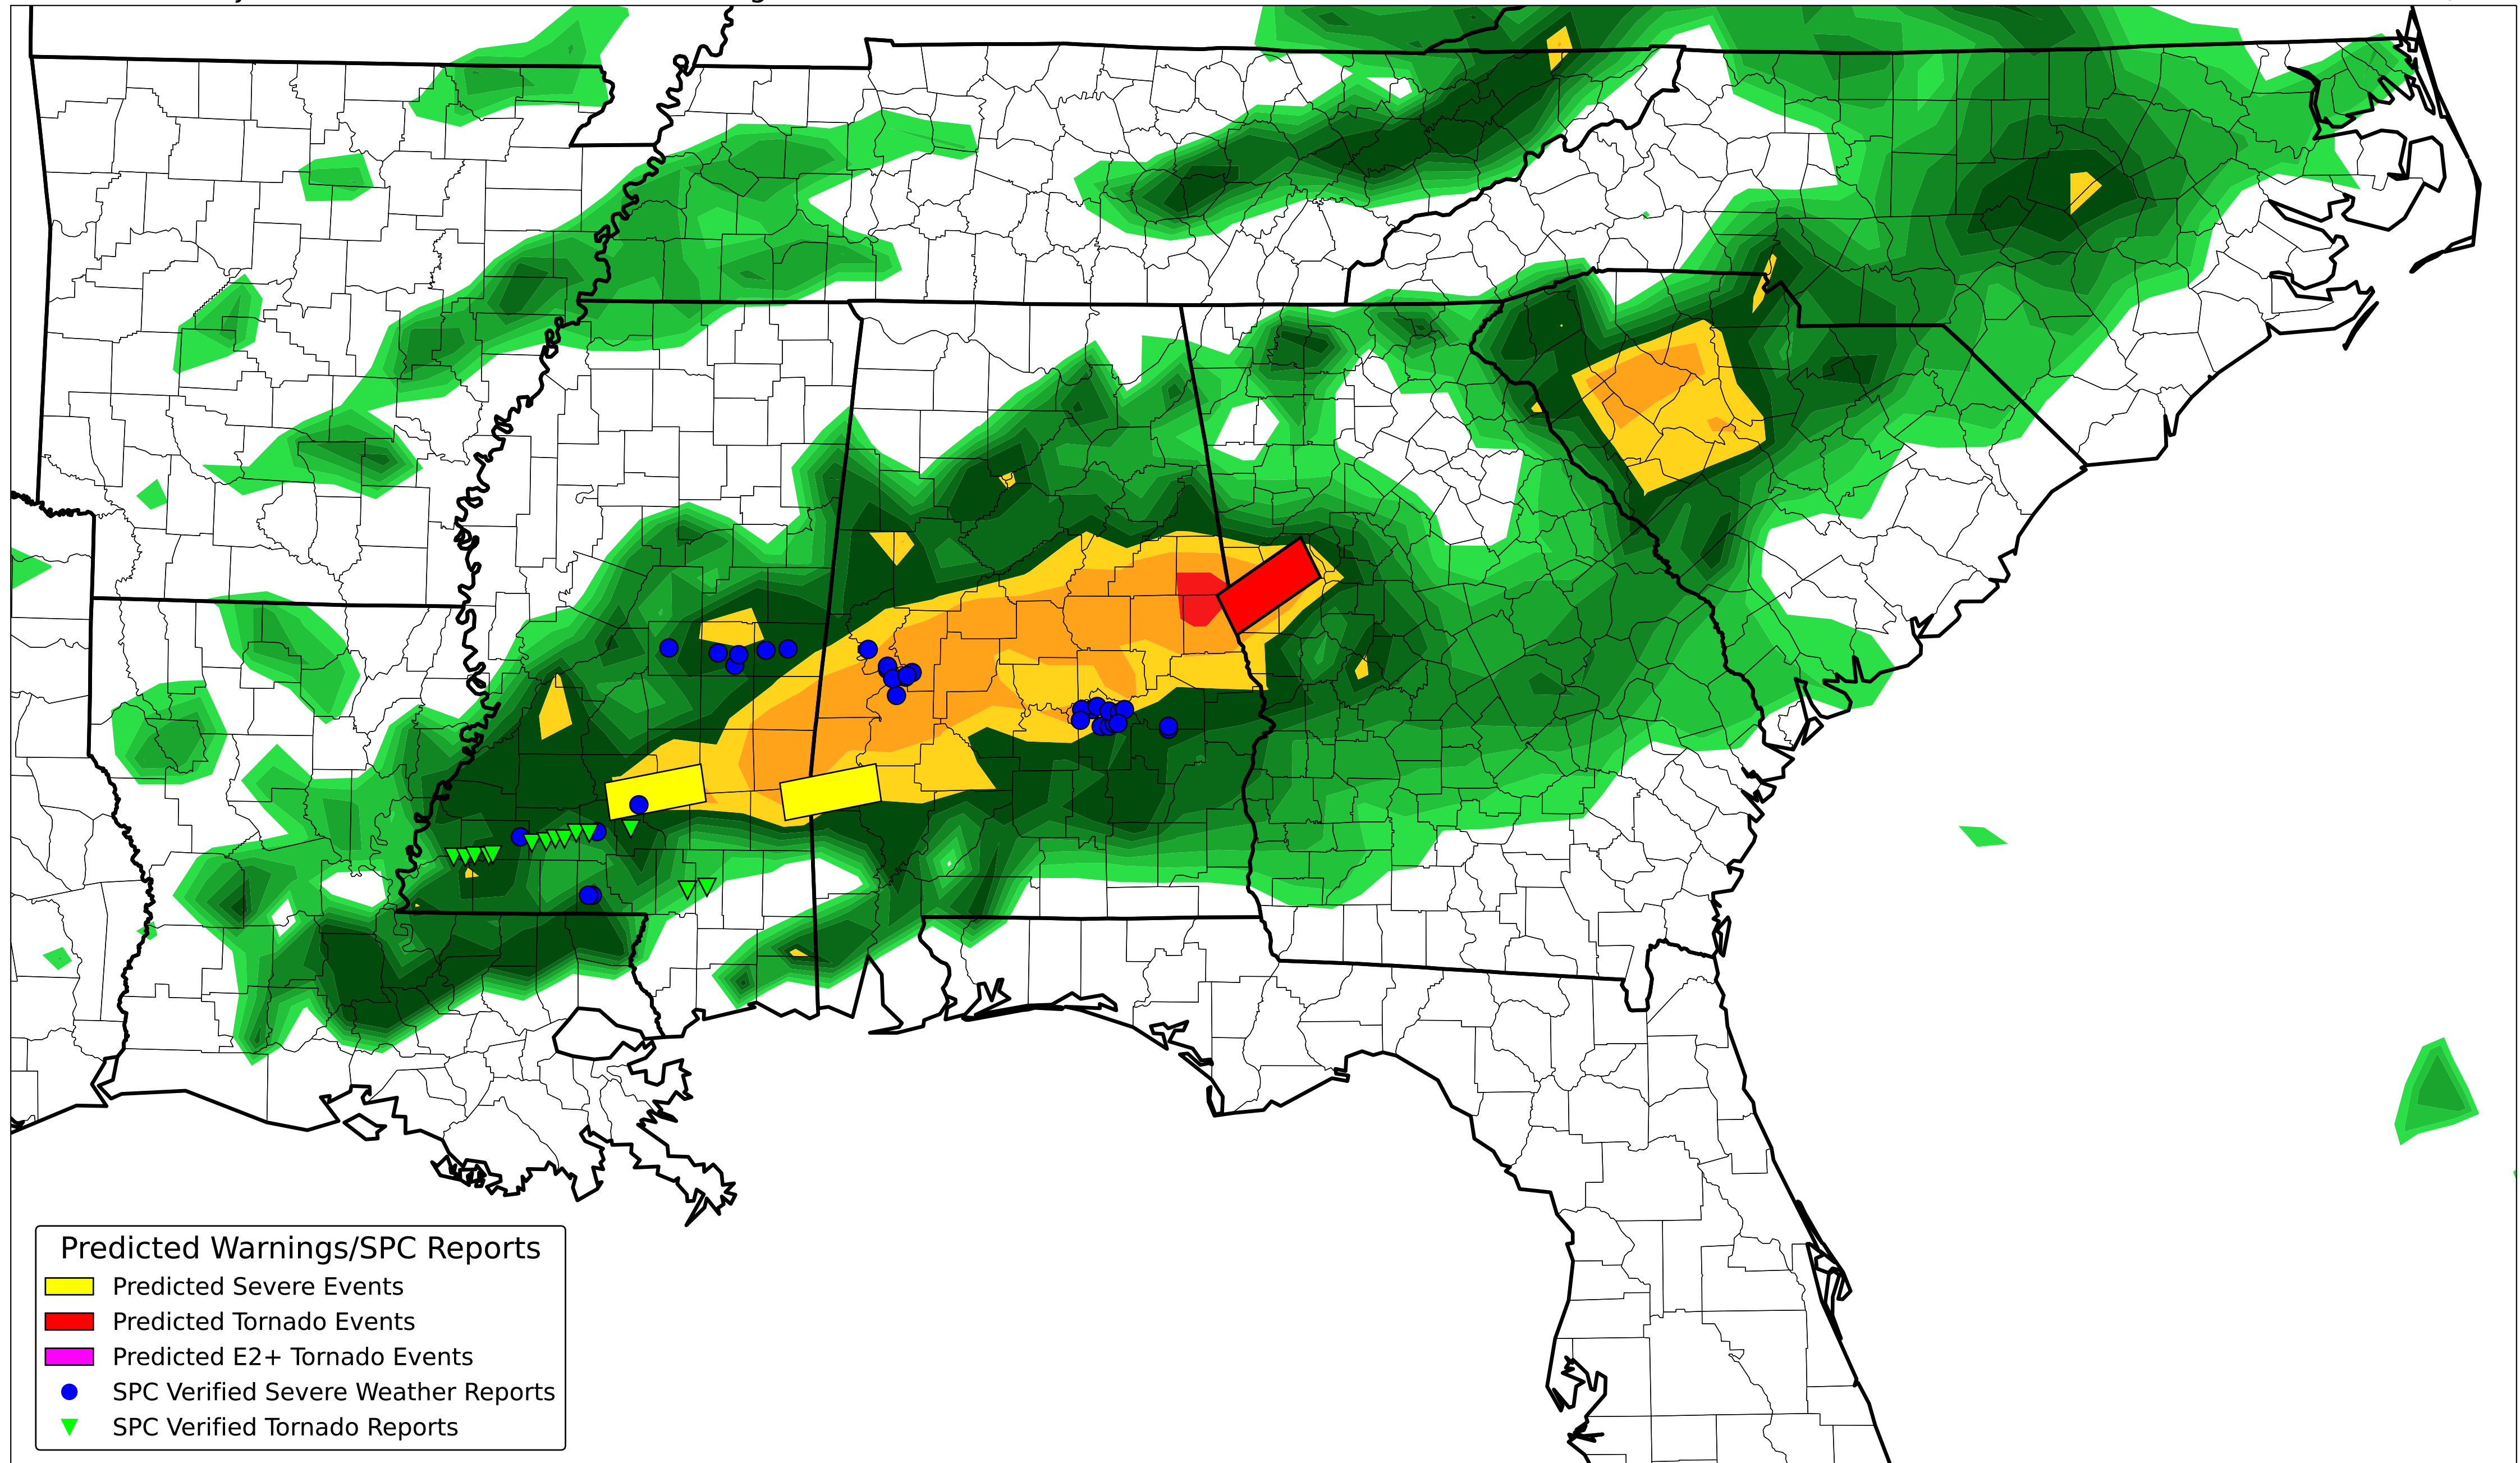 Predicted Warnings/SPC Reports
Predicted Severe Events
Predicted Tornado Events
Predicted E2+ Tornado Events
SPC Verified Severe Weather Reports
SPC Verified Tornado Reports